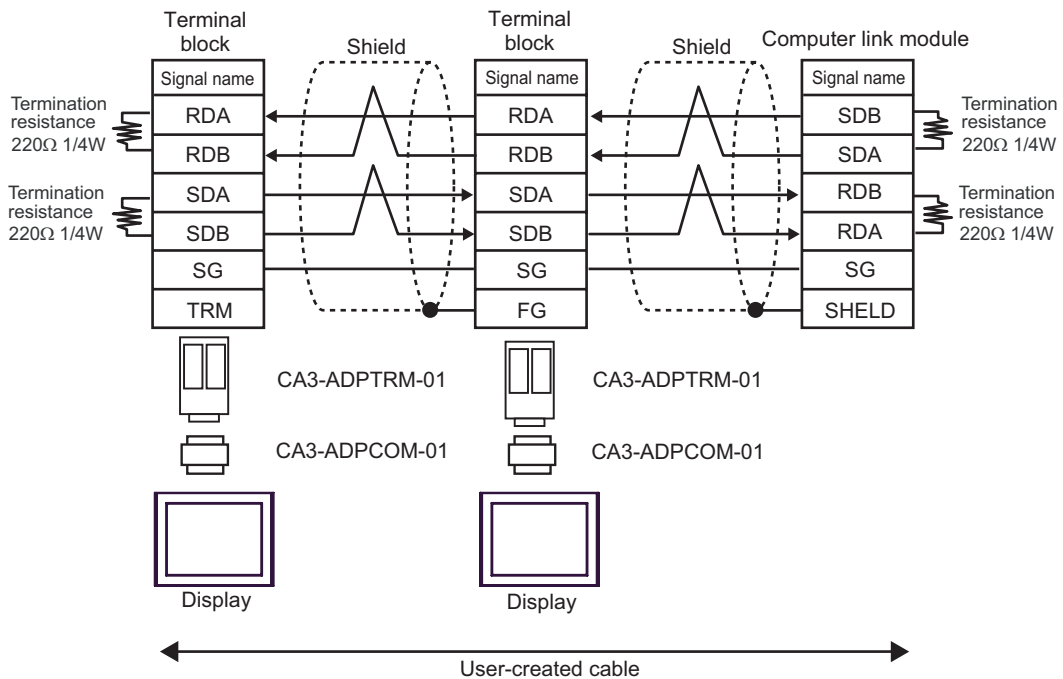 Terminal
block
Shield
Terminal
block
Shield
Computer link module
Signal name
Signal name
Signal name
Termination
resistance
220Ω 1/4W
RDA
RDA
SDB
Termination
resistance
220Ω 1/4W
RDB
RDB
SDA
Termination
resistance
220Ω 1/4W
SDA
SDA
RDB
Termination
resistance
220Ω 1/4W
SDB
SDB
RDA
SG
SG
SG
TRM
FG
SHELD
CA3-ADPTRM-01
CA3-ADPTRM-01
CA3-ADPCOM-01
CA3-ADPCOM-01
Display
Display
User-created cable